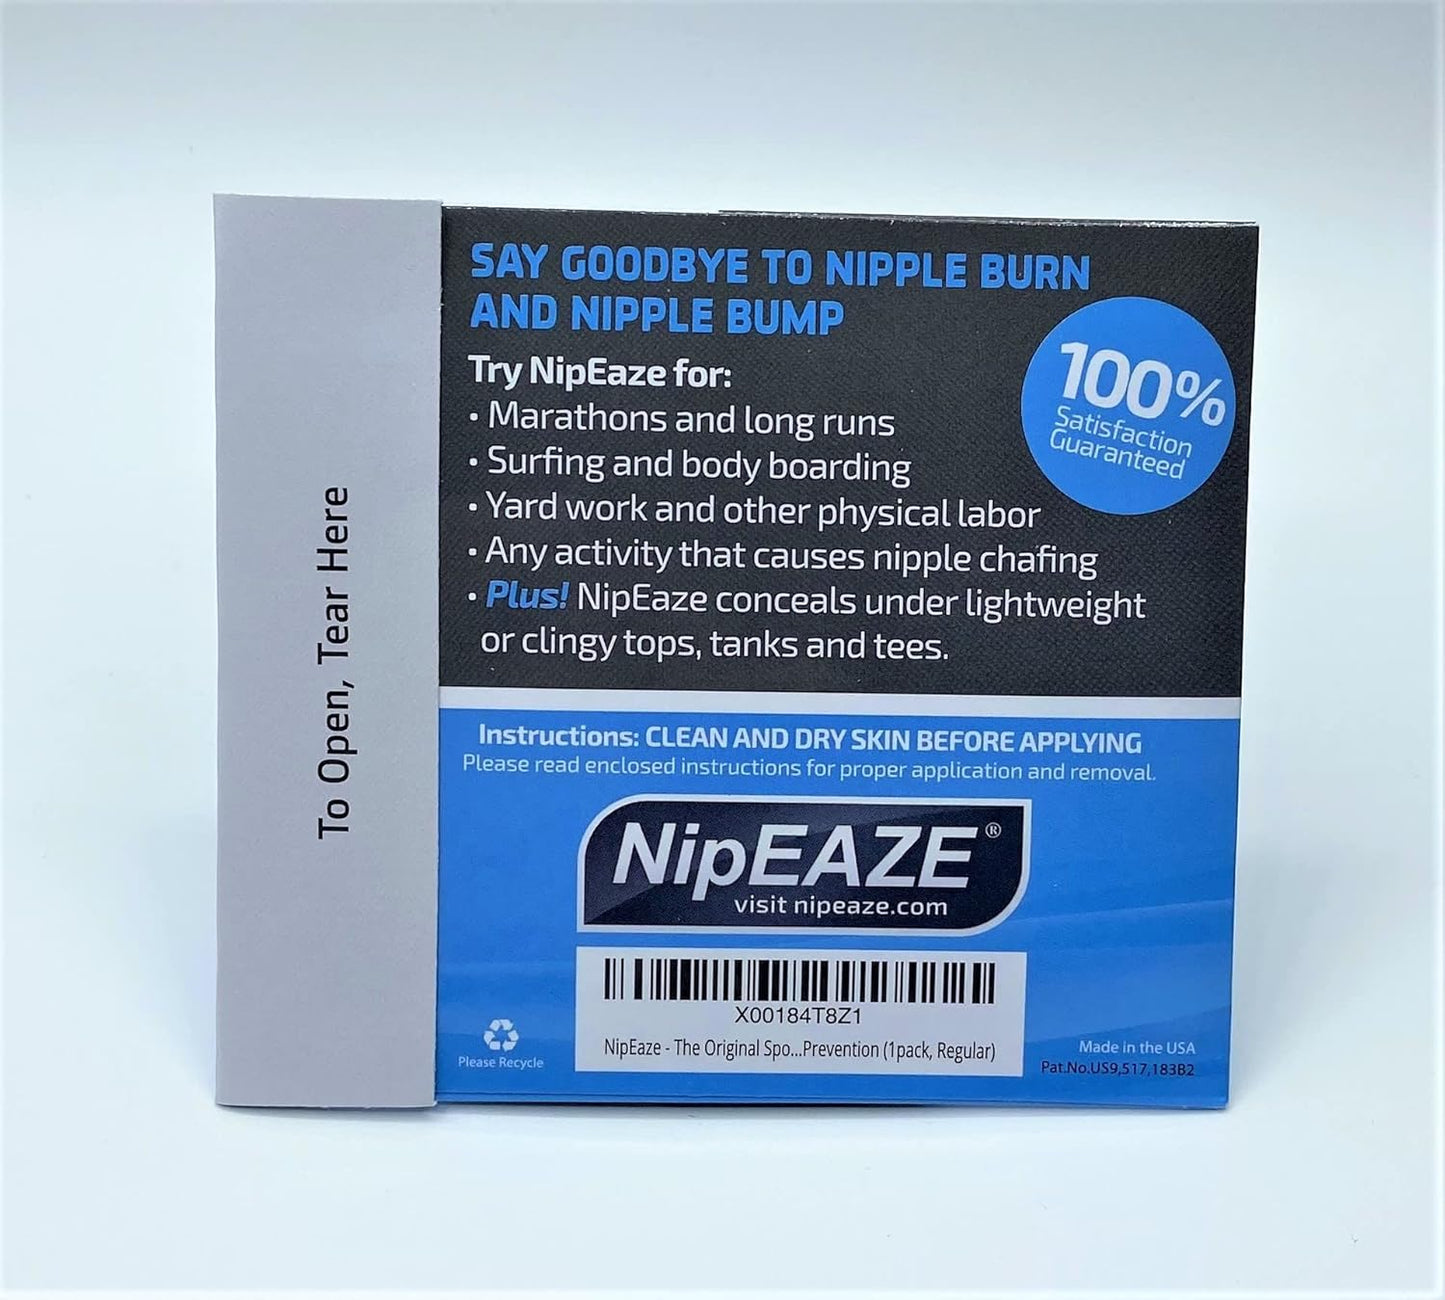 To Open, Tear Here
SAY GOODBYE TO NIPPLE BURN
AND NIPPLE BUMP
Try NipEaze for:
• Marathons and long runs
• Surfing and body boarding
• Yard work and other physical labor
• Any activity that causes nipple chafing
• Plus! NipEaze conceals under lightweight
or clingy tops, tanks and tees.
100%
Satisfaction
Guaranteed
Instructions: CLEAN AND DRY SKIN BEFORE APPLYING
Please read enclosed instructions for proper application and removal.
NipEAZE®
visit nipeaze.com
X00184T8Z1
NipEaze - The Original Spo...Prevention (1pack, Regular)
Please Recycle
Made in the USA
Pat.No.US9,517,183B2